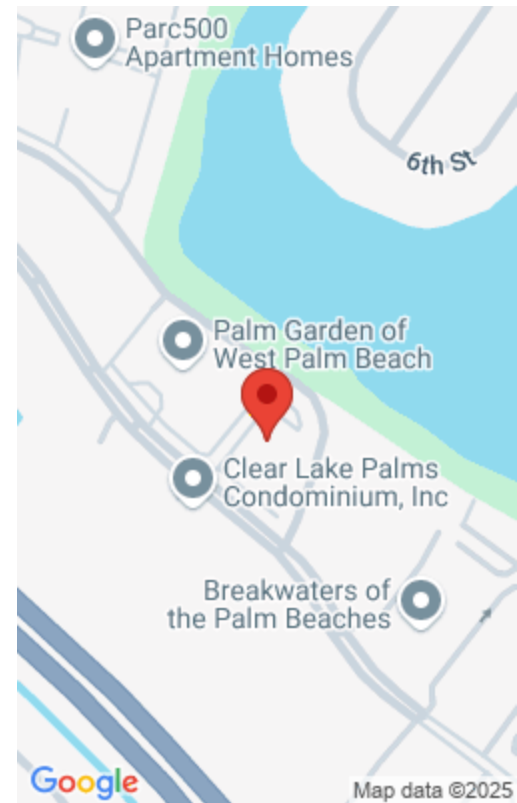 Parc500
Apartment Homes
6th St
Palm Garden of
West Palm Beach
Clear Lake Palms
Condominium, Inc
Breakwaters of
the Palm Beaches
Google
Map data ©2025